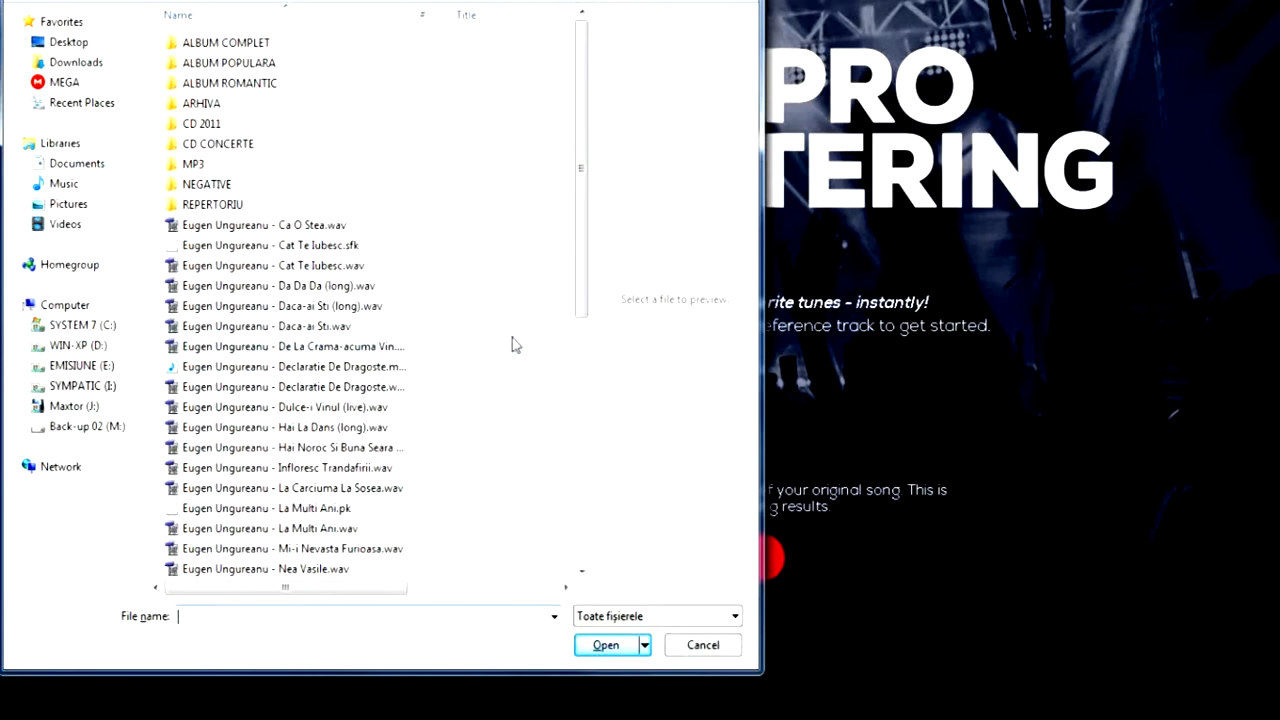 Name # Title
Favorites
Desktop
Downloads
MEGA
Recent Places
Libraries
Documents
Music
Pictures
Videos
Homegroup
Computer
SYSTEM 7 (C:)
WIN-XP (D:)
EMISIUNE (E:)
SYMPATIC (I:)
Maxtor (J:)
Back-up 02 (M:)
Network
ALBUM COMPLET
ALBUM POPULARA
ALBUM ROMANTIC
ARHIVA
CD 2011
CD CONCERTE
MP3
NEGATIVE
REPERTORIU
Eugen Ungureanu - Ca O Stea.wav
Eugen Ungureanu - Cat Te Iubesc.sfk
Eugen Ungureanu - Cat Te Iubesc.wav
Eugen Ungureanu - Da Da Da (long).wav
Eugen Ungureanu - Daca-ai Sti (long).wav
Eugen Ungureanu - Daca-ai Sti.wav
Eugen Ungureanu - De La Crama-acuma Vin....
Eugen Ungureanu - Declaratie De Dragoste.m...
Eugen Ungureanu - Declaratie De Dragoste.w...
Eugen Ungureanu - Dulce-i Vinul (live).wav
Eugen Ungureanu - Hai La Dans (long).wav
Eugen Ungureanu - Hai Noroc Si Buna Seara ...
Eugen Ungureanu - Infloresc Trandafirii.wav
Eugen Ungureanu - La Carciuma La Sosea.wav
Eugen Ungureanu - La Multi Ani.pk
Eugen Ungureanu - La Multi Ani.wav
Eugen Ungureanu - Mi-i Nevasta Furioasa.wav
Eugen Ungureanu - Nea Vasile.wav
Select a file to preview.
File name:
Toate fișierele
Open
Cancel
PRO
TERING
rite tunes - instantly!
eference track to get started.
f your original song. This is
g results.